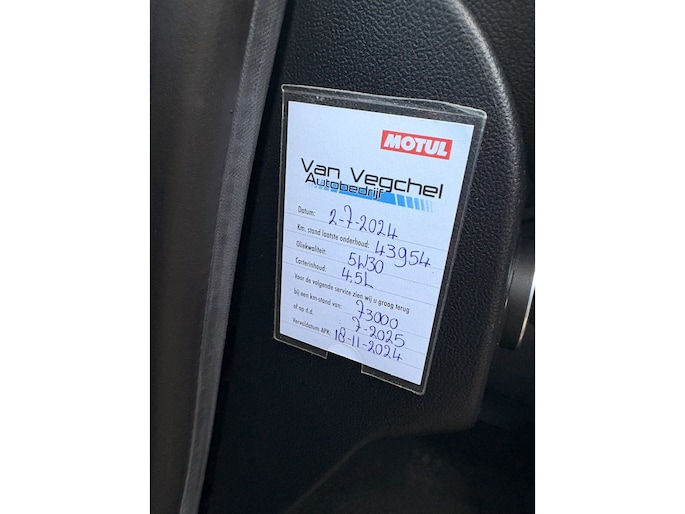 MOTUL
Van Vegchel
Autobedrijf
Datum: 2-7-2024
Km. stand laatste onderhoud: 43954
Oliekwaliteit: 5W30
Carterinhoud: 4.5L
Voor de volgende service zien wij u graag terug
bij een km-stand van: 73000
of op d.d. 7-2025
Vervaldatum APK: 18-11-2024